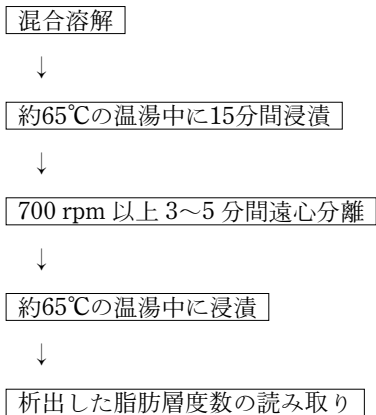 混合溶解
↓
約65℃の温湯中に15分間浸漬
↓
700 rpm 以上 3～5 分間遠心分離
↓
約65℃の温湯中に浸漬
↓
析出した脂肪層度数の読み取り